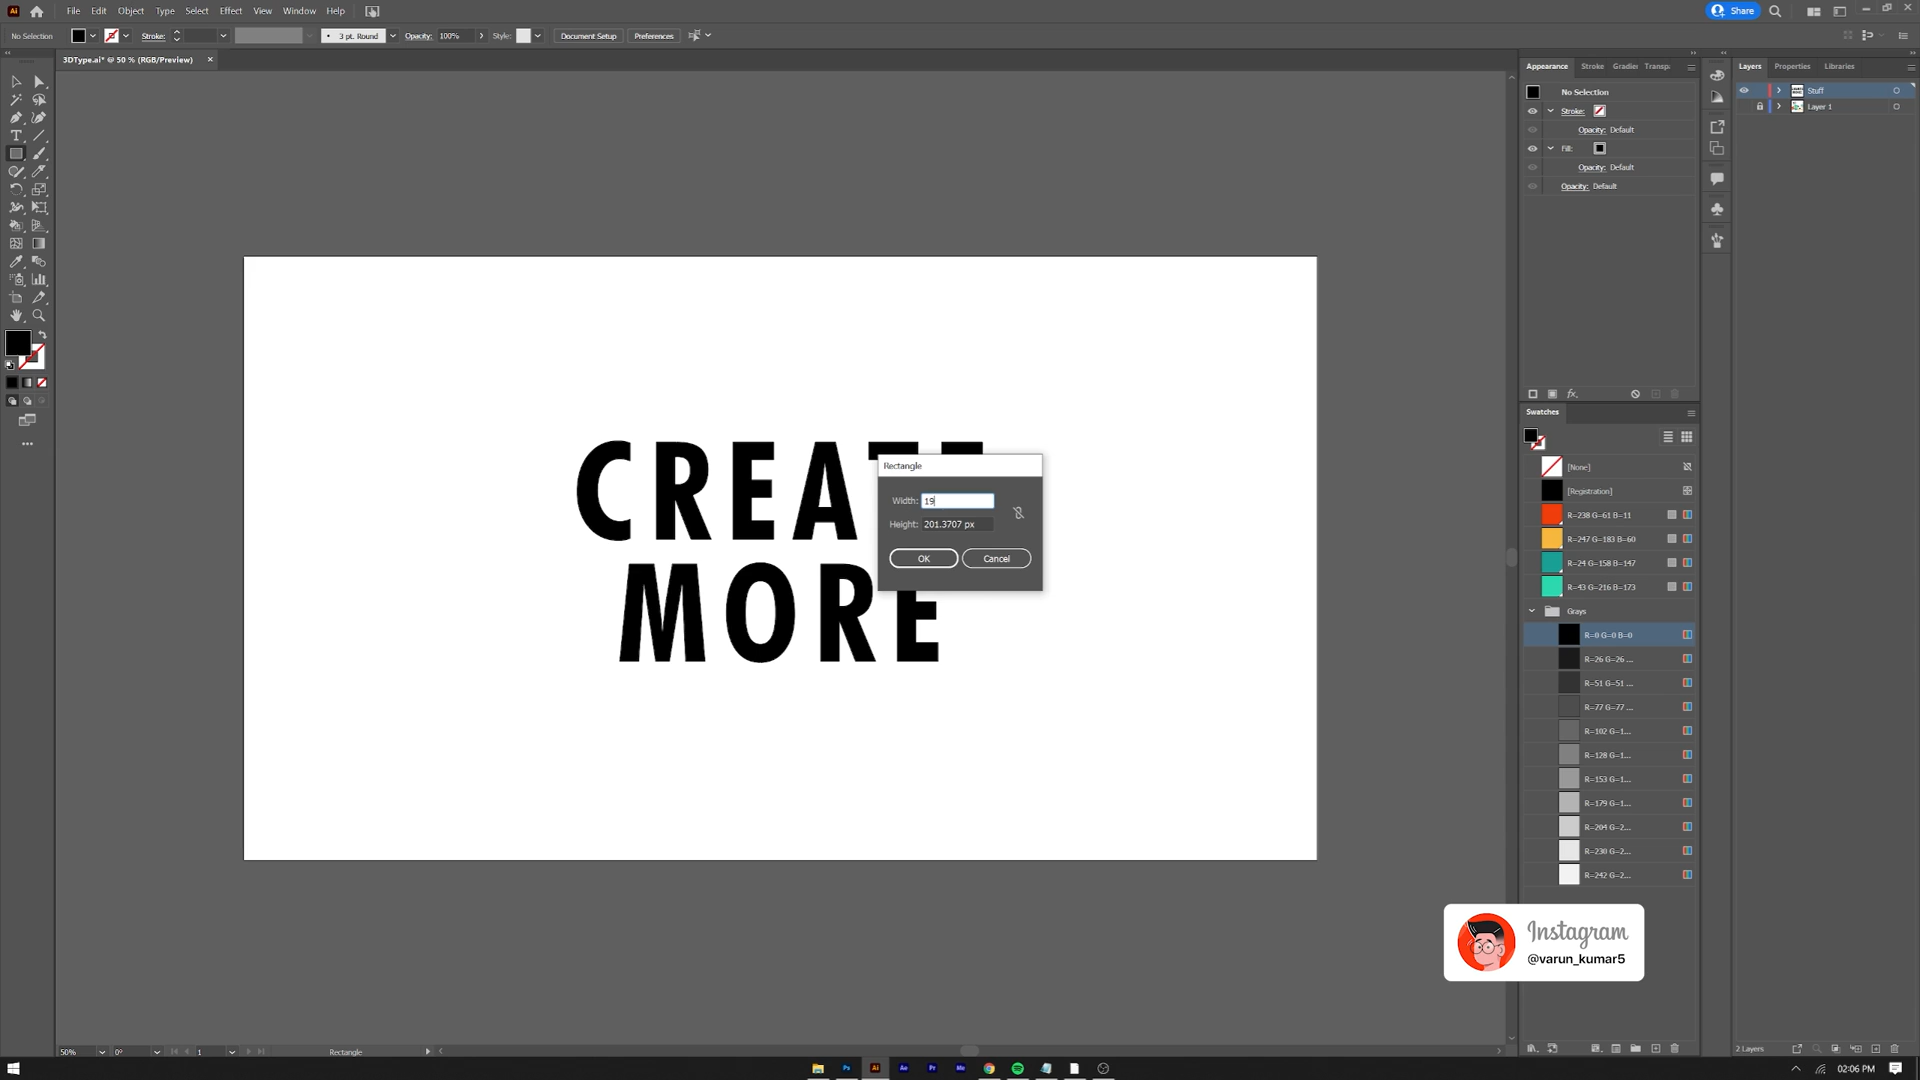 File Edit Object Type Select Effect View Window Help
Share
No Selection
Stroke:
3 pt. Round
Opacity: 100%
Style:
Document Setup
Preferences
3DType.ai* @ 50 % (RGB/Preview)
CREATE
MORE
Rectangle
Width: 19
Height: 201.3707 px
OK
Cancel
Appearance Stroke Gradier Transp
No Selection
Stroke:
Opacity: Default
Fill:
Opacity: Default
Opacity: Default
fx
Swatches
[None]
[Registration]
R=238 G=61 B=11
R=247 G=183 B=60
R=24 G=158 B=147
R=43 G=216 B=173
Grays
R=0 G=0 B=0
R=26 G=26 ...
R=51 G=51 ...
R=77 G=77 ...
R=102 G=1...
R=128 G=1...
R=153 G=1...
R=179 G=1...
R=204 G=2...
R=230 G=2...
R=242 G=2...
Layers Properties Libraries
Stuff
Layer 1
2 Layers
Instagram
@varun_kumar5
50%
0°
1
Rectangle
02:06 PM